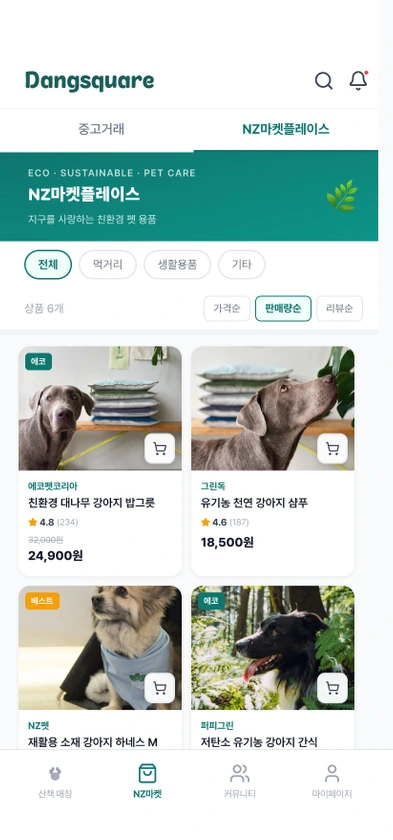 Dangsquare
중고거래
NZ마켓플레이스
ECO · SUSTAINABLE · PET CARE
NZ마켓플레이스
지구를 사랑하는 친환경 펫 용품
전체
먹거리
생활용품
기타
상품 6개
가격순
판매량순
리뷰순
에코
에코펫코리아
친환경 대나무 강아지 밥그릇
4.8 (234)
32,000원
24,900원
그린독
유기농 천연 강아지 샴푸
4.6 (187)
18,500원
베스트
NZ펫
재활용 소재 강아지 하네스 M
에코
퍼피그린
저탄소 유기농 강아지 간식
산책 매칭
NZ마켓
커뮤니티
마이페이지